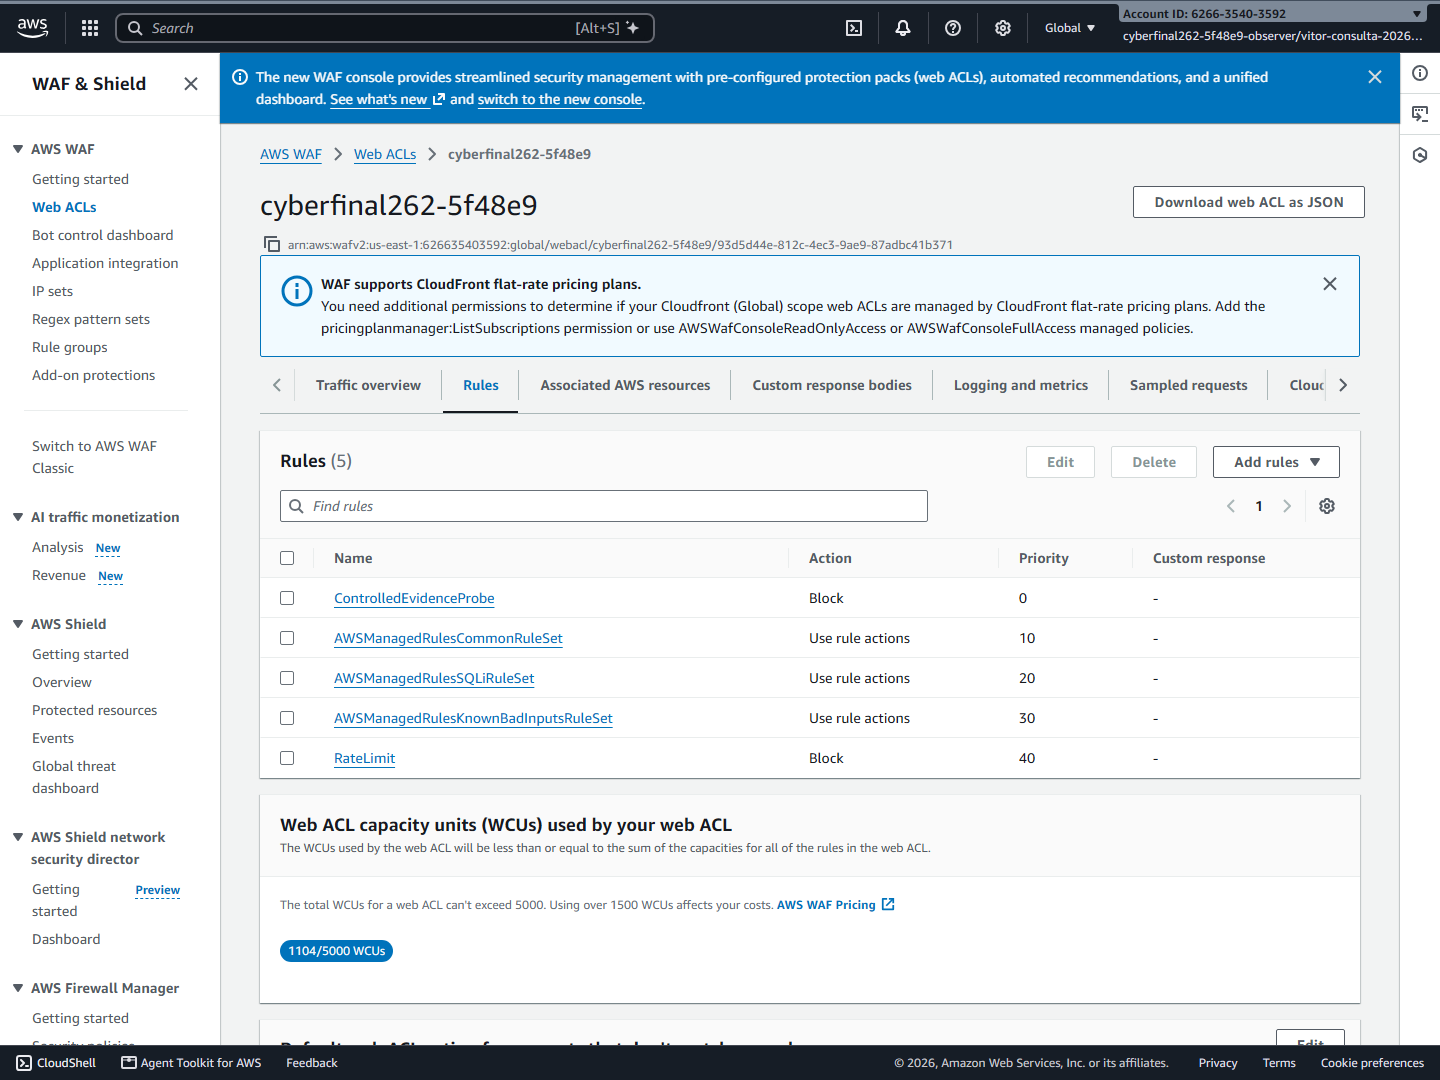 aws
Search
[Alt+S]
Global
Account ID: 6266-3540-3592
cyberfinal262-5f48e9-observer/vitor-consulta-2026...
WAF & Shield
AWS WAF
Getting started
Web ACLs
Bot control dashboard
Application integration
IP sets
Regex pattern sets
Rule groups
Add-on protections
Switch to AWS WAF
Classic
AI traffic monetization
Analysis New
Revenue New
AWS Shield
Getting started
Overview
Protected resources
Events
Global threat
dashboard
AWS Shield network
security director
Getting
started
Preview
Dashboard
AWS Firewall Manager
Getting started
Security policies
The new WAF console provides streamlined security management with pre-configured protection packs (web ACLs), automated recommendations, and a unified
dashboard. See what's new and switch to the new console.
AWS WAF > Web ACLs > cyberfinal262-5f48e9
cyberfinal262-5f48e9
Download web ACL as JSON
arn:aws:wafv2:us-east-1:626635403592:global/webacl/cyberfinal262-5f48e9/93d5d44e-812c-4ec3-9ae9-87adbc41b371
WAF supports CloudFront flat-rate pricing plans.
You need additional permissions to determine if your Cloudfront (Global) scope web ACLs are managed by CloudFront flat-rate pricing plans. Add the
pricingplanmanager:ListSubscriptions permission or use AWSWafConsoleReadOnlyAccess or AWSWafConsoleFullAccess managed policies.
Traffic overview
Rules
Associated AWS resources
Custom response bodies
Logging and metrics
Sampled requests
Clou
Rules (5)
Edit
Delete
Add rules
Find rules
1
Name Action Priority Custom response
ControlledEvidenceProbe Block 0 -
AWSManagedRulesCommonRuleSet Use rule actions 10 -
AWSManagedRulesSQLiRuleSet Use rule actions 20 -
AWSManagedRulesKnownBadInputsRuleSet Use rule actions 30 -
RateLimit Block 40 -
Web ACL capacity units (WCUs) used by your web ACL
The WCUs used by the web ACL will be less than or equal to the sum of the capacities for all of the rules in the web ACL.
The total WCUs for a web ACL can't exceed 5000. Using over 1500 WCUs affects your costs. AWS WAF Pricing
1104/5000 WCUs
Edit
CloudShell
Agent Toolkit for AWS
Feedback
© 2026, Amazon Web Services, Inc. or its affiliates.
Privacy
Terms
Cookie preferences